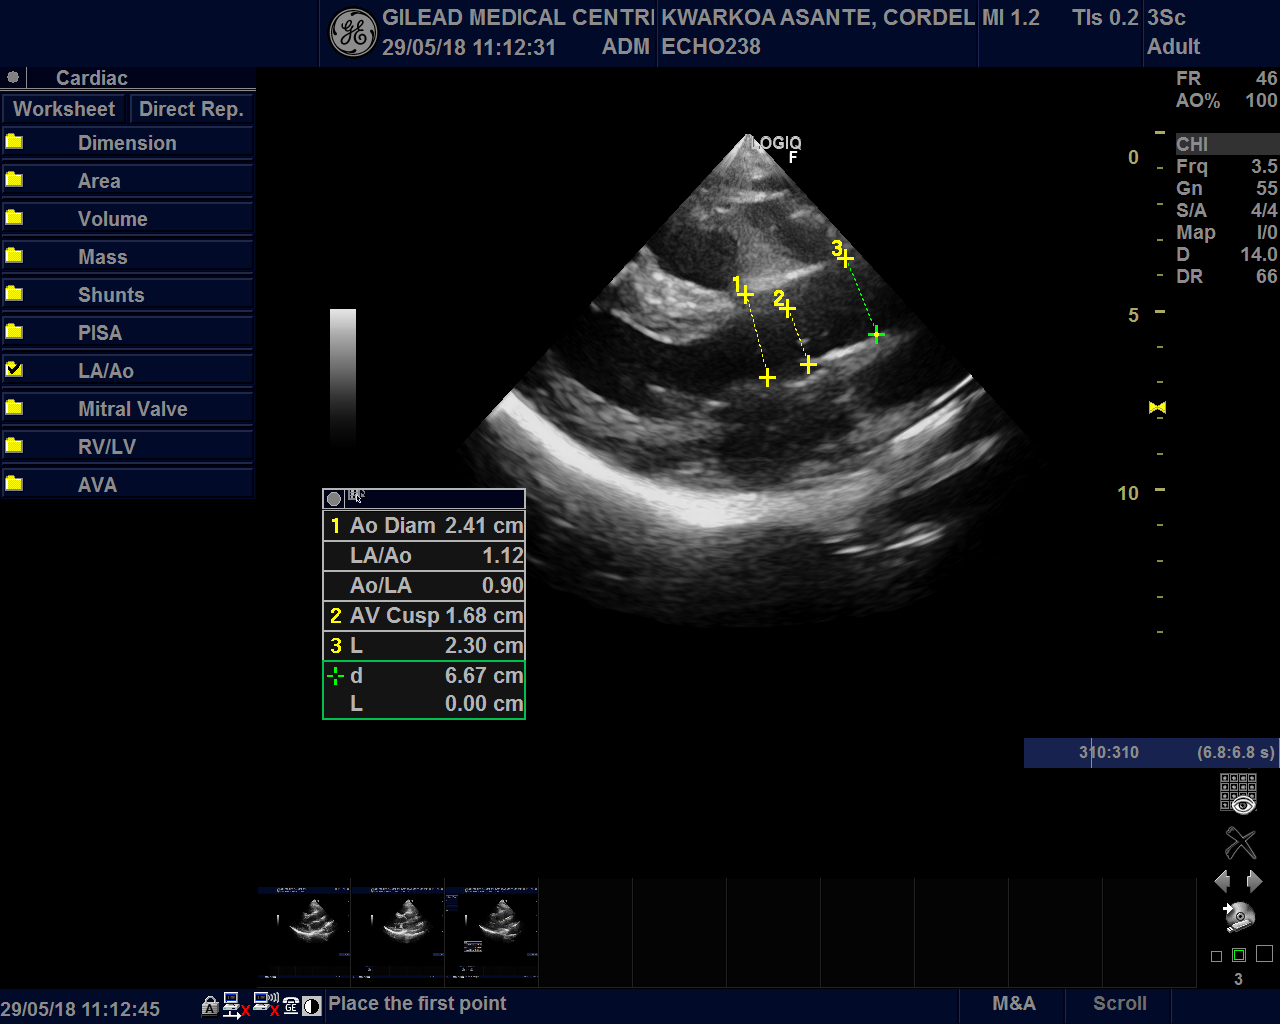 GILEAD MEDICAL CENTRI KWARKOA ASANTE, CORDEL MI 1.2 TIs 0.2 3Sc
29/05/18 11:12:31 ADM ECHO238 Adult
Cardiac
Worksheet Direct Rep.
Dimension
Area
Volume
Mass
Shunts
PISA
LA/Ao
Mitral Valve
RV/LV
AVA
LOGIQ
F
0
5
10
1
2
3
FR 46
AO% 100
CHI
Frq 3.5
Gn 55
S/A 4/4
Map I/0
D 14.0
DR 66
1 Ao Diam 2.41 cm
LA/Ao 1.12
Ao/LA 0.90
2 AV Cusp 1.68 cm
3 L 2.30 cm
d 6.67 cm
L 0.00 cm
310:310 (6.8:6.8 s)
3
29/05/18 11:12:45 Place the first point M&A Scroll